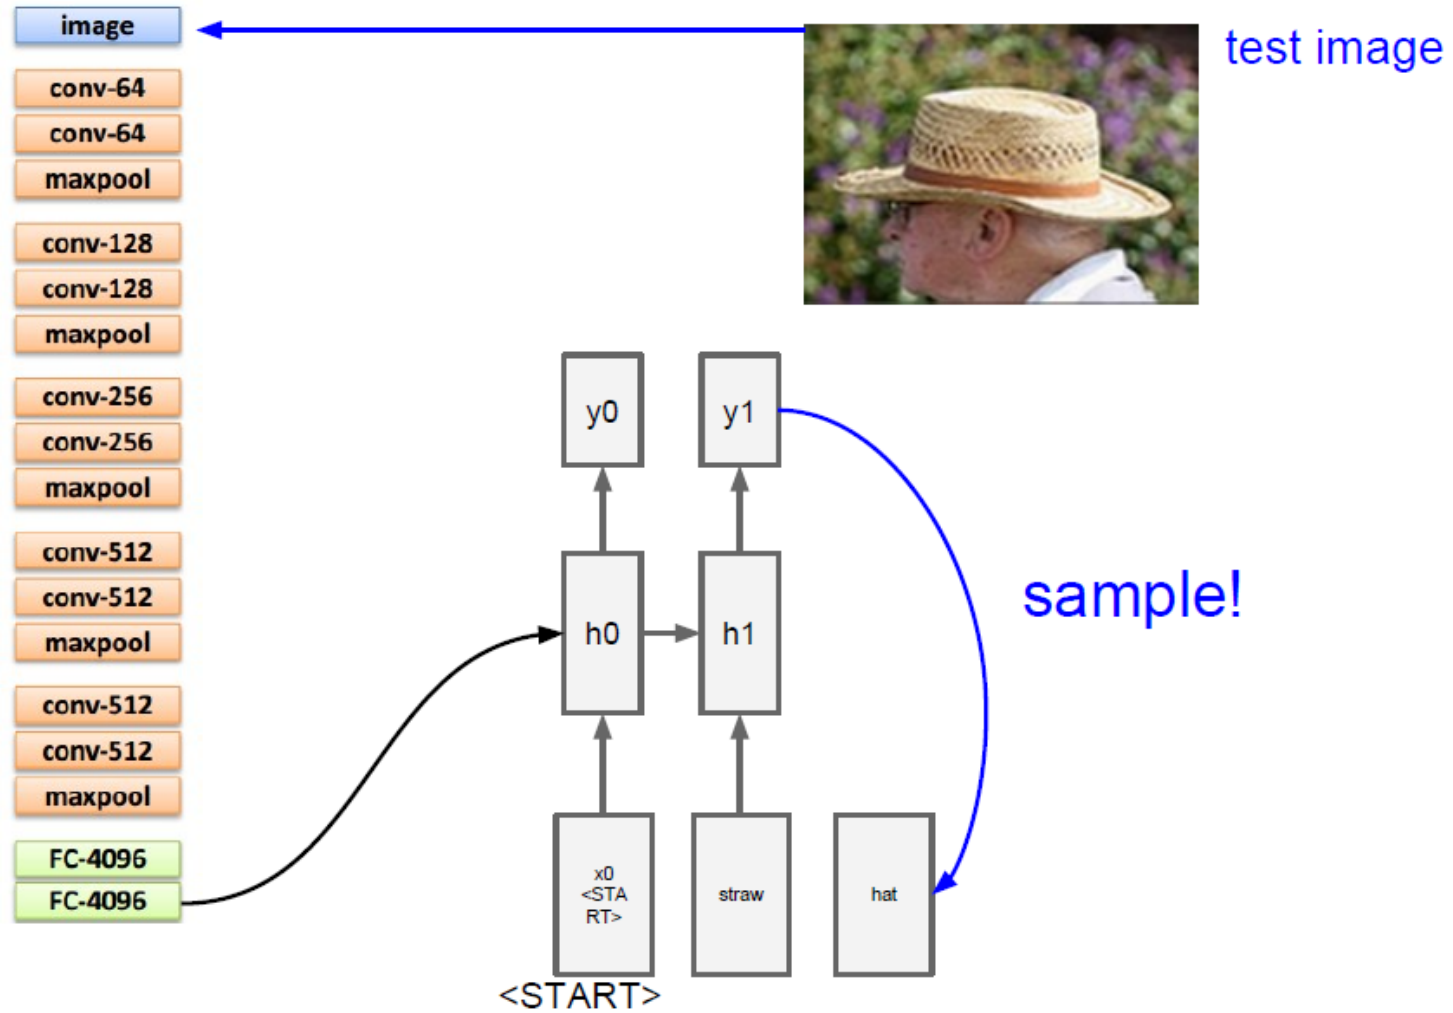 image
conv-64
conv-64
maxpool
conv-128
conv-128
maxpool
conv-256
conv-256
maxpool
conv-512
conv-512
maxpool
conv-512
conv-512
maxpool
FC-4096
FC-4096
test image
y0
y1
sample!
h0
h1
x0
<STA
RT>
straw
hat
<START>